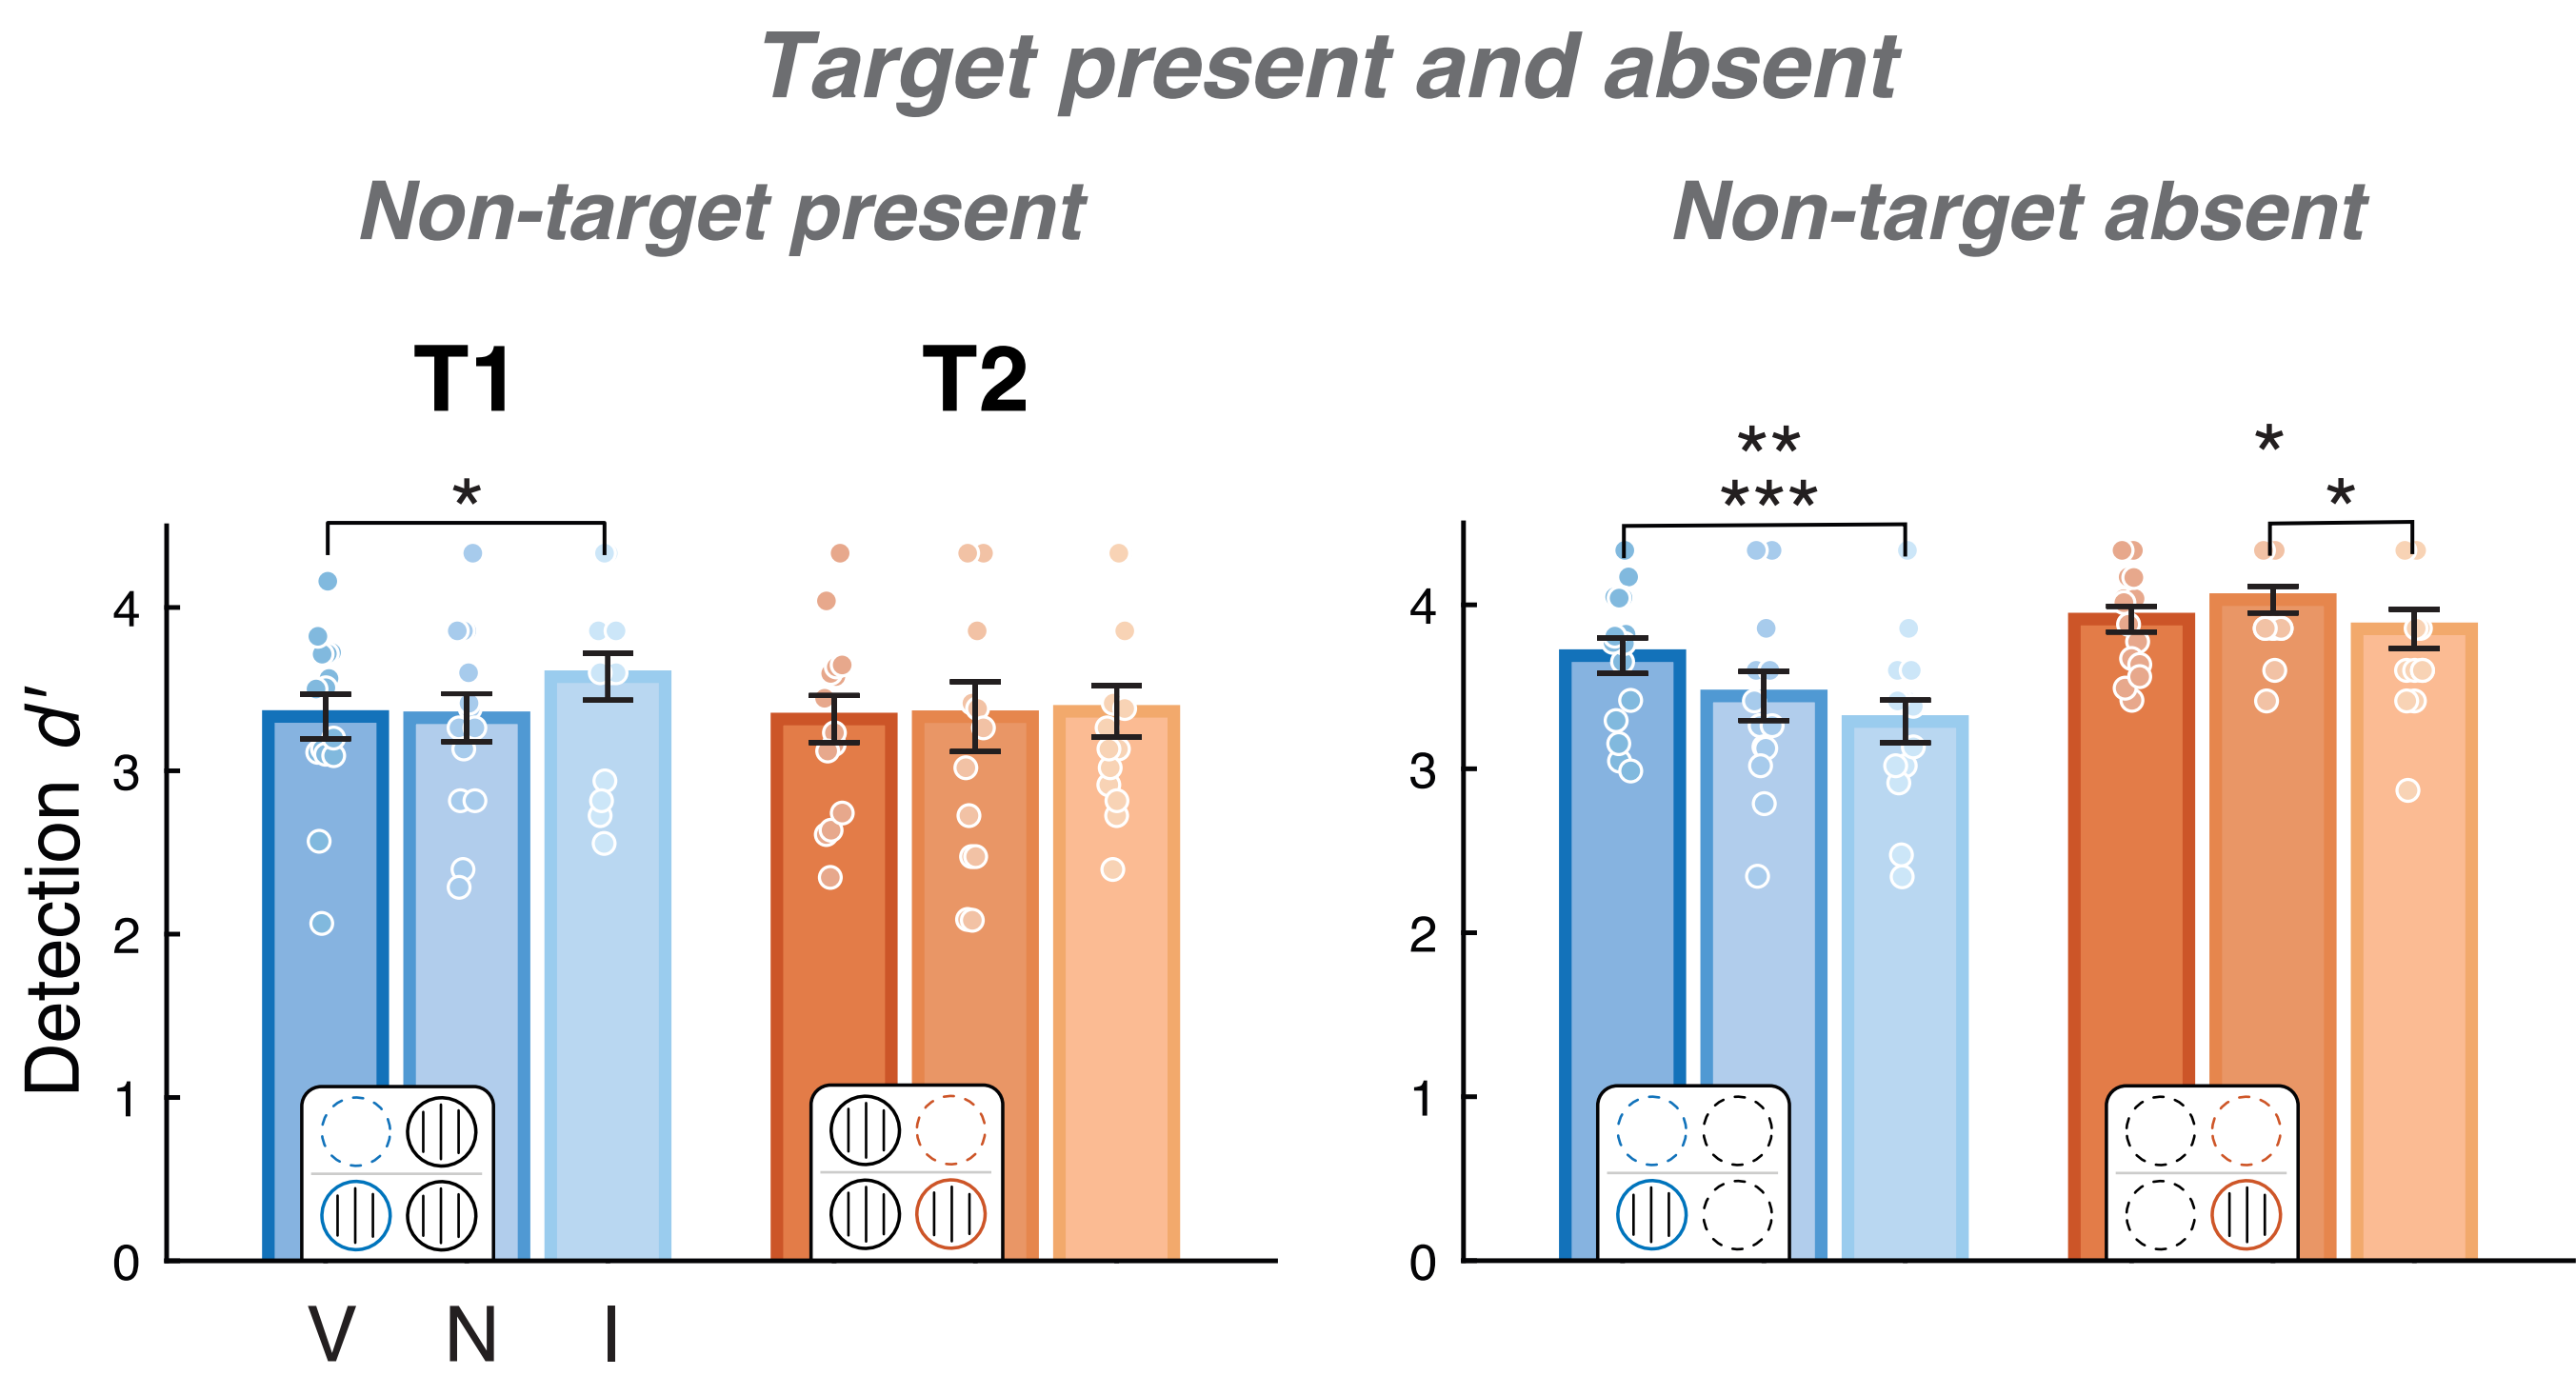 Target present and absent
Non-target present
Non-target absent
T1
T2
*
**
***
*
*
Detection d'
4
3
2
1
0
4
3
2
1
0
V N I